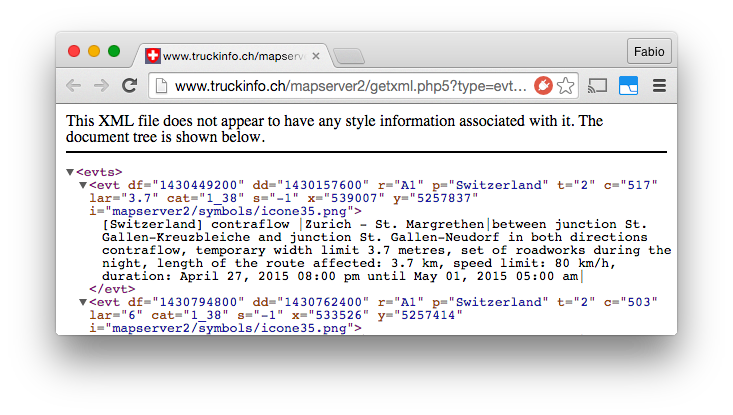 www.truckinfo.ch/mapserv
Fabio
www.truckinfo.ch/mapserver2/getxml.php5?type=evt...
This XML file does not appear to have any style information associated with it. The
document tree is shown below.
▼<evts>
▼<evt df="1430449200" dd="1430157600" r="A1" p="Switzerland" t="2" c="517"
lar="3.7" cat="1_38" s="-1" x="539007" y="5257837"
i="mapserver2/symbols/icone35.png">
[Switzerland] contraflow |Zurich - St. Margrethen|between junction St.
Gallen-Kreuzbleiche and junction St. Gallen-Neudorf in both directions
contraflow, temporary width limit 3.7 metres, set of roadworks during the
night, length of the route affected: 3.7 km, speed limit: 80 km/h,
duration: April 27, 2015 08:00 pm until May 01, 2015 05:00 am|
</evt>
▼<evt df="1430794800" dd="1430762400" r="A1" p="Switzerland" t="2" c="503"
lar="6" cat="1_38" s="-1" x="533526" y="5257414"
i="mapserver2/symbols/icone35.png">